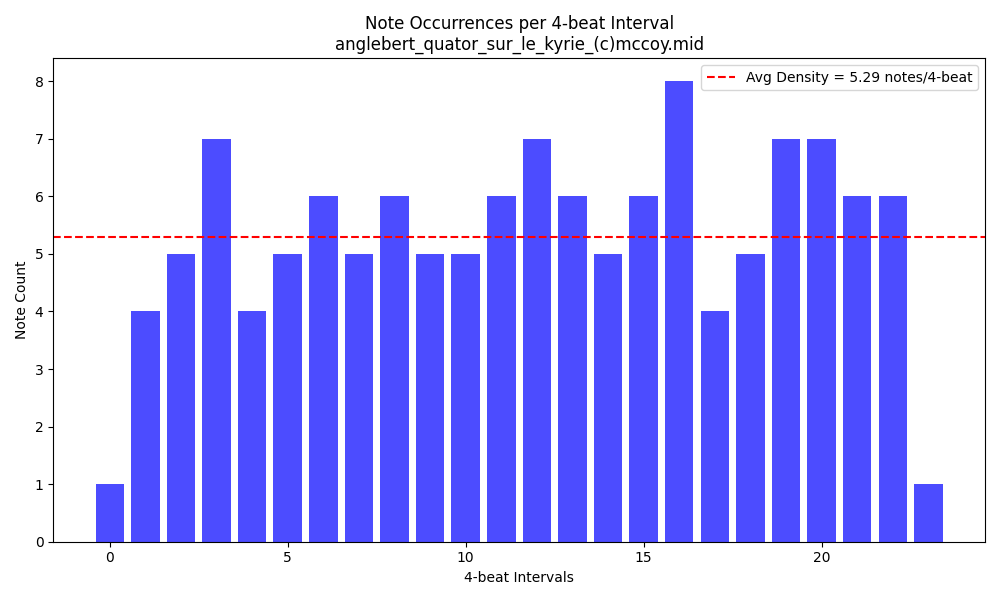 Note Occurrences per 4-beat Interval
anglebert_quator_sur_le_kyrie_(c)mccoy.mid
Avg Density = 5.29 notes/4-beat
Note Count
8
7
6
5
4
3
2
1
0
0 5 10 15 20
4-beat Intervals